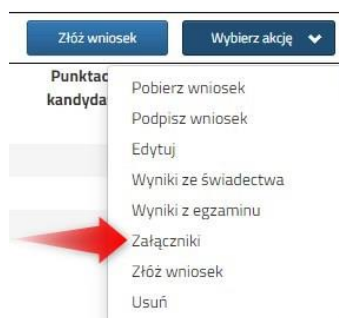 Złóż wniosek
Wybierz akcję
Punktac
kandyda
Pobierz wniosek
Podpisz wniosek
Edytuj
Wyniki ze świadectwa
Wyniki z egzaminu
Załączniki
Złóż wniosek
Usuń